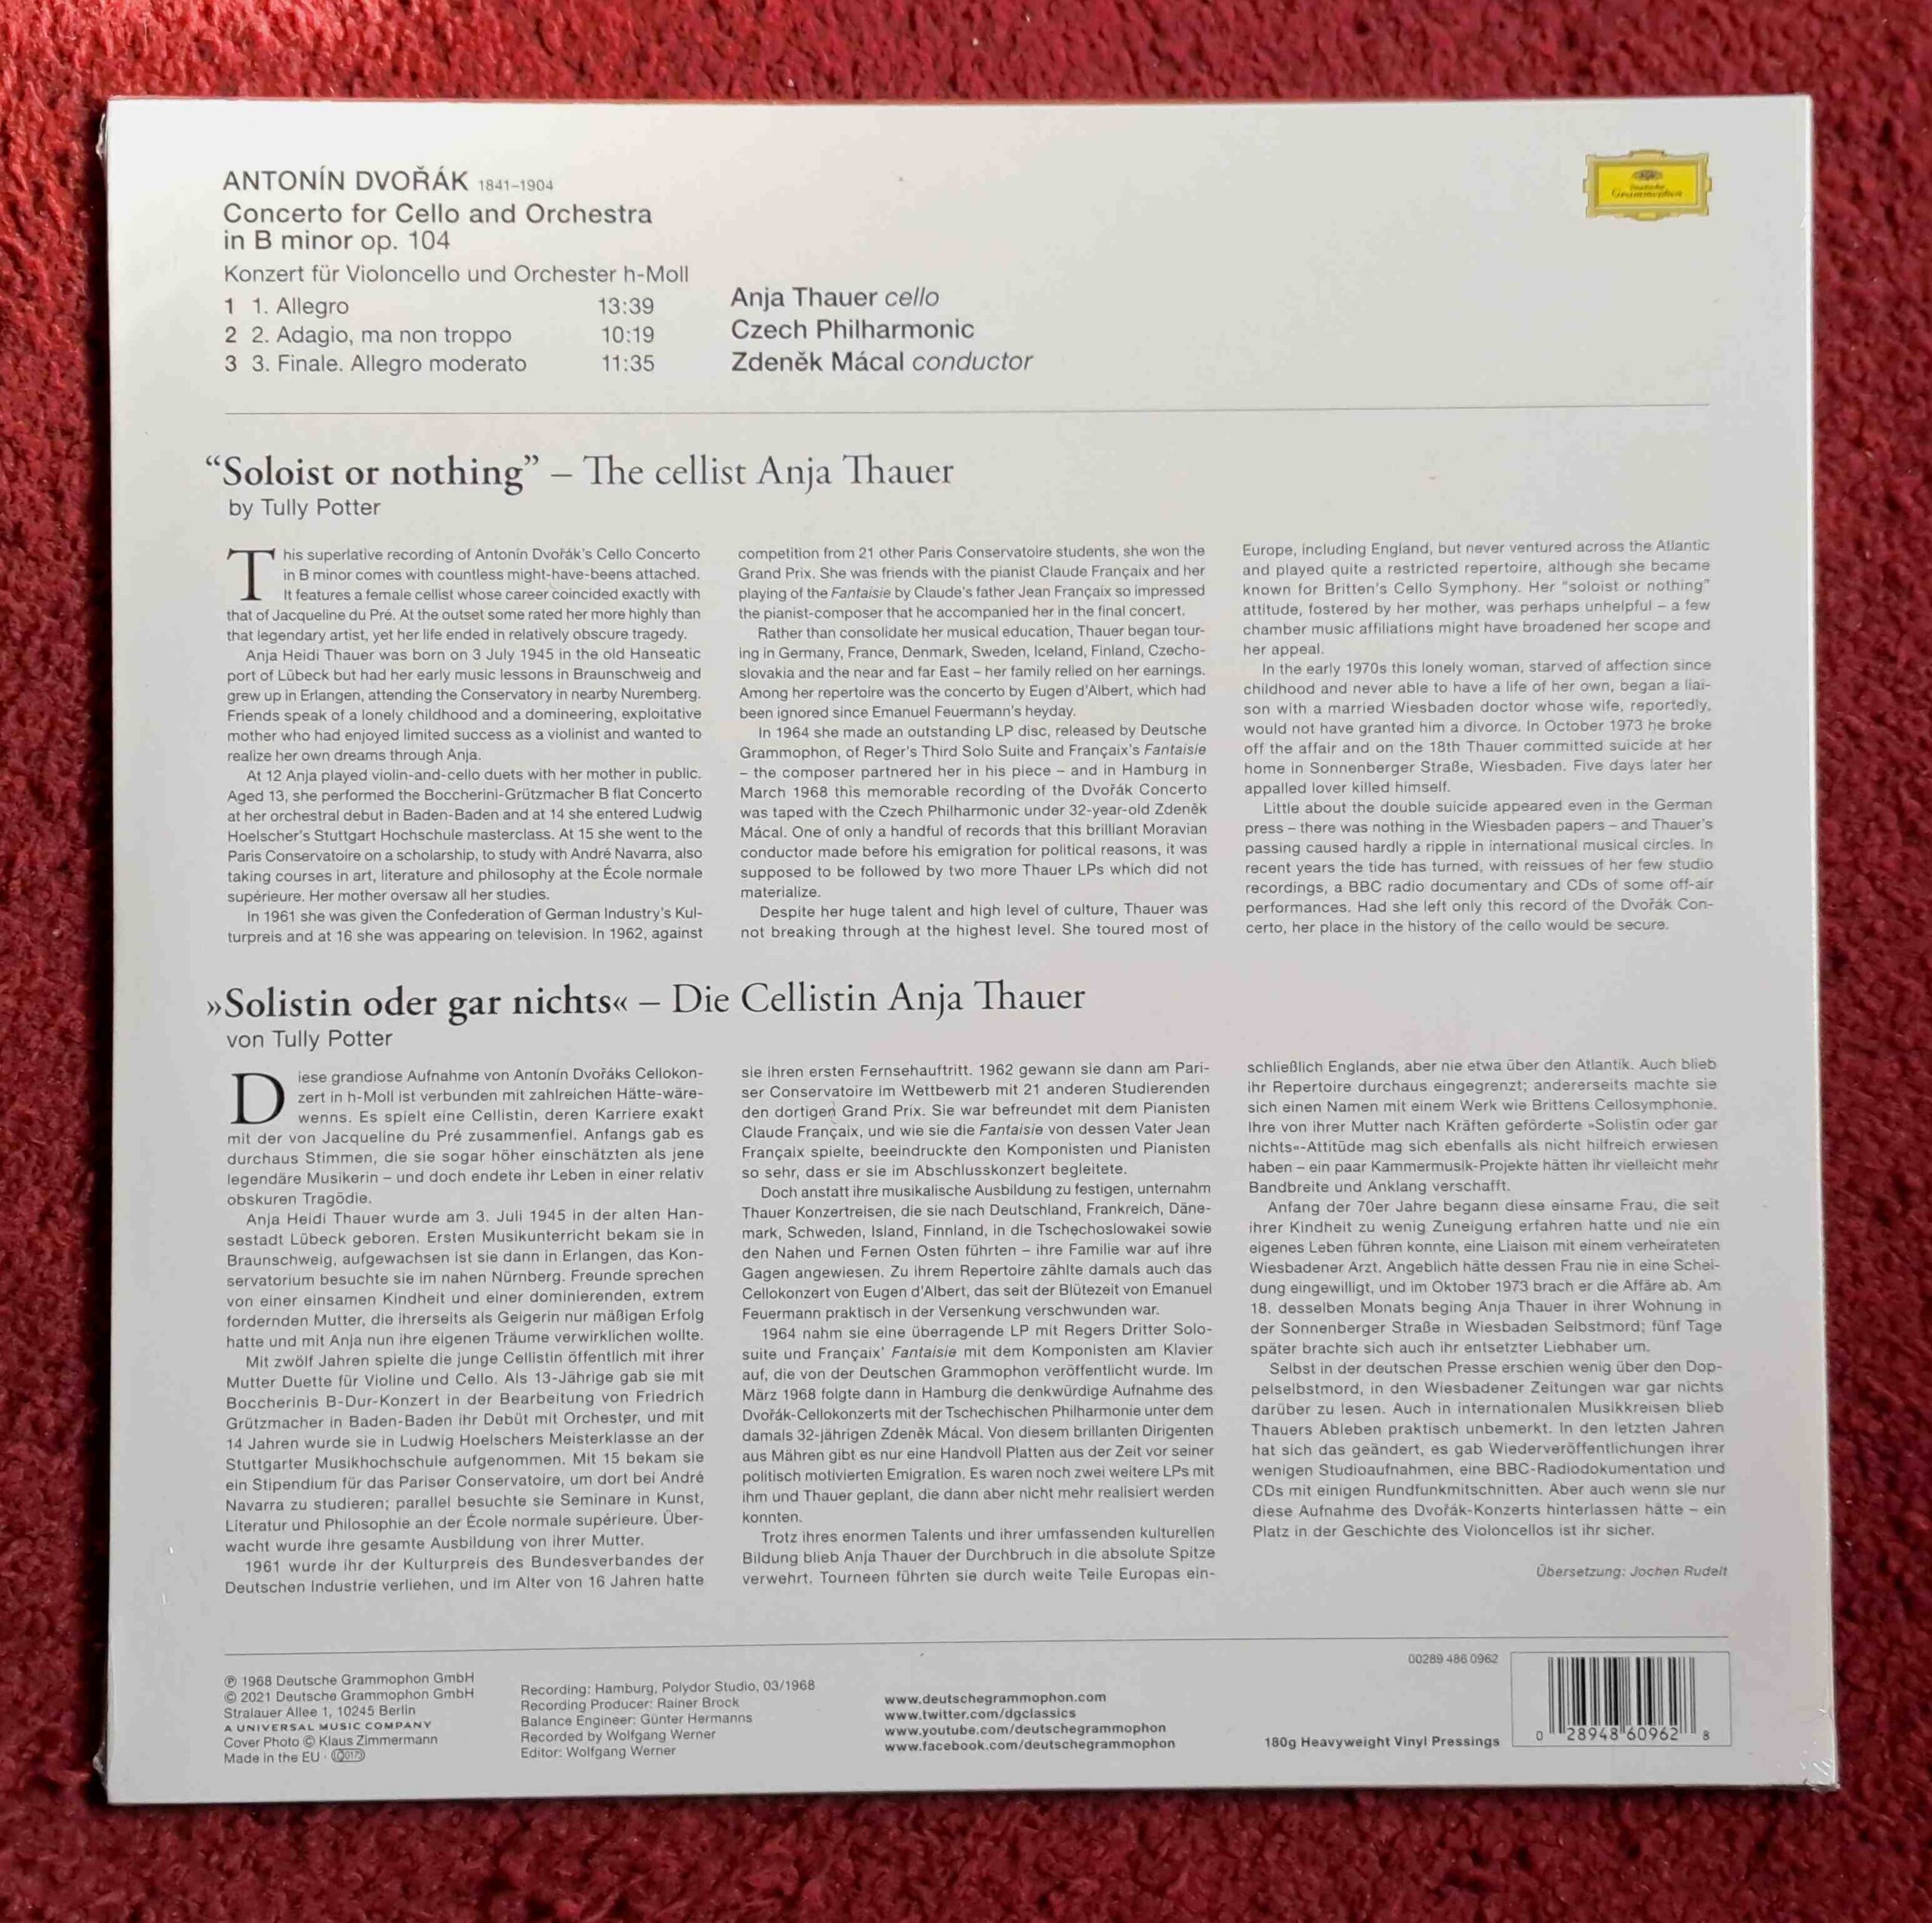 ANTONÍN DVOŘÁK 1841–1904
Concerto for Cello and Orchestra
in B minor op. 104
Konzert für Violoncello und Orchester h-Moll
1 1. Allegro 13:39
2 2. Adagio, ma non troppo 10:19
3 3. Finale. Allegro moderato 11:35
Anja Thauer cello
Czech Philharmonic
Zdeněk Mácal conductor
Deutsche
Grammophon
“Soloist or nothing” – The cellist Anja Thauer
by Tully Potter
This superlative recording of Antonín Dvořák’s Cello Concerto
in B minor comes with countless might-have-beens attached.
It features a female cellist whose career coincided exactly with
that of Jacqueline du Pré. At the outset some rated her more highly than
that legendary artist, yet her life ended in relatively obscure tragedy.
Anja Heidi Thauer was born on 3 July 1945 in the old Hanseatic
port of Lübeck but had her early music lessons in Braunschweig and
grew up in Erlangen, attending the Conservatory in nearby Nuremberg.
Friends speak of a lonely childhood and a domineering, exploitative
mother who had enjoyed limited success as a violinist and wanted to
realize her own dreams through Anja.
At 12 Anja played violin-and-cello duets with her mother in public.
Aged 13, she performed the Boccherini-Grützmacher B flat Concerto
at her orchestral debut in Baden-Baden and at 14 she entered Ludwig
Hoelscher’s Stuttgart Hochschule masterclass. At 15 she went to the
Paris Conservatoire on a scholarship, to study with André Navarra, also
taking courses in art, literature and philosophy at the École normale
supérieure. Her mother oversaw all her studies.
In 1961 she was given the Confederation of German Industry’s Kul-
turpreis and at 16 she was appearing on television. In 1962, against
competition from 21 other Paris Conservatoire students, she won the
Grand Prix. She was friends with the pianist Claude Françaix and her
playing of the Fantaisie by Claude’s father Jean Françaix so impressed
the pianist-composer that he accompanied her in the final concert.
Rather than consolidate her musical education, Thauer began tour-
ing in Germany, France, Denmark, Sweden, Iceland, Finland, Czecho-
slovakia and the near and far East – her family relied on her earnings.
Among her repertoire was the concerto by Eugen d’Albert, which had
been ignored since Emanuel Feuermann’s heyday.
In 1964 she made an outstanding LP disc, released by Deutsche
Grammophon, of Reger’s Third Solo Suite and Françaix’s Fantaisie
– the composer partnered her in his piece – and in Hamburg in
March 1968 this memorable recording of the Dvořák Concerto
was taped with the Czech Philharmonic under 32-year-old Zdeněk
Mácal. One of only a handful of records that this brilliant Moravian
conductor made before his emigration for political reasons, it was
supposed to be followed by two more Thauer LPs which did not
materialize.
Despite her huge talent and high level of culture, Thauer was
not breaking through at the highest level. She toured most of
Europe, including England, but never ventured across the Atlantic
and played quite a restricted repertoire, although she became
known for Britten’s Cello Symphony. Her “soloist or nothing”
attitude, fostered by her mother, was perhaps unhelpful – a few
chamber music affiliations might have broadened her scope and
her appeal.
In the early 1970s this lonely woman, starved of affection since
childhood and never able to have a life of her own, began a liai-
son with a married Wiesbaden doctor whose wife, reportedly,
would not have granted him a divorce. In October 1973 he broke
off the affair and on the 18th Thauer committed suicide at her
home in Sonnenberger Straße, Wiesbaden. Five days later her
appalled lover killed himself.
Little about the double suicide appeared even in the German
press – there was nothing in the Wiesbaden papers – and Thauer’s
passing caused hardly a ripple in international musical circles. In
recent years the tide has turned, with reissues of her few studio
recordings, a BBC radio documentary and CDs of some off-air
performances. Had she left only this record of the Dvořák Con-
certo, her place in the history of the cello would be secure.
»Solistin oder gar nichts« – Die Cellistin Anja Thauer
von Tully Potter
Diese grandiose Aufnahme von Antonín Dvořáks Cellokon-
zert in h-Moll ist verbunden mit zahlreichen Hätte-wäre-
wenns. Es spielt eine Cellistin, deren Karriere exakt
mit der von Jacqueline du Pré zusammenfiel. Anfangs gab es
durchaus Stimmen, die sie sogar höher einschätzten als jene
legendäre Musikerin – und doch endete ihr Leben in einer relativ
obskuren Tragödie.
Anja Heidi Thauer wurde am 3. Juli 1945 in der alten Han-
sestadt Lübeck geboren. Ersten Musikunterricht bekam sie in
Braunschweig, aufgewachsen ist sie dann in Erlangen, das Kon-
servatorium besuchte sie im nahen Nürnberg. Freunde sprechen
von einer einsamen Kindheit und einer dominierenden, extrem
fordernden Mutter, die ihrerseits als Geigerin nur mäßigen Erfolg
hatte und mit Anja nun ihre eigenen Träume verwirklichen wollte.
Mit zwölf Jahren spielte die junge Cellistin öffentlich mit ihrer
Mutter Duette für Violine und Cello. Als 13-Jährige gab sie mit
Boccherinis B-Dur-Konzert in der Bearbeitung von Friedrich
Grützmacher in Baden-Baden ihr Debüt mit Orchester, und mit
14 Jahren wurde sie in Ludwig Hoelschers Meisterklasse an der
Stuttgarter Musikhochschule aufgenommen. Mit 15 bekam sie
ein Stipendium für das Pariser Conservatoire, um dort bei André
Navarra zu studieren; parallel besuchte sie Seminare in Kunst,
Literatur und Philosophie an der École normale supérieure. Über-
wacht wurde ihre gesamte Ausbildung von ihrer Mutter.
1961 wurde ihr der Kulturpreis des Bundesverbandes der
Deutschen Industrie verliehen, und im Alter von 16 Jahren hatte
sie ihren ersten Fernsehauftritt. 1962 gewann sie dann am Pari-
ser Conservatoire im Wettbewerb mit 21 anderen Studierenden
den dortigen Grand Prix. Sie war befreundet mit dem Pianisten
Claude Françaix, und wie sie die Fantaisie von dessen Vater Jean
Françaix spielte, beeindruckte den Komponisten und Pianisten
so sehr, dass er sie im Abschlusskonzert begleitete.
Doch anstatt ihre musikalische Ausbildung zu festigen, unternahm
Thauer Konzertreisen, die sie nach Deutschland, Frankreich, Däne-
mark, Schweden, Island, Finnland, in die Tschechoslowakei sowie
den Nahen und Fernen Osten führten – ihre Familie war auf ihre
Gagen angewiesen. Zu ihrem Repertoire zählte damals auch das
Cellokonzert von Eugen d’Albert, das seit der Blütezeit von Emanuel
Feuermann praktisch in der Versenkung verschwunden war.
1964 nahm sie eine überragende LP mit Regers Dritter Solo-
suite und Françaix’ Fantaisie mit dem Komponisten am Klavier
auf, die von der Deutschen Grammophon veröffentlicht wurde. Im
März 1968 folgte dann in Hamburg die denkwürdige Aufnahme des
Dvořák-Cellokonzerts mit der Tschechischen Philharmonie unter dem
damals 32-jährigen Zdeněk Mácal. Von diesem brillanten Dirigenten
aus Mähren gibt es nur eine Handvoll Platten aus der Zeit vor seiner
politisch motivierten Emigration. Es waren noch zwei weitere LPs mit
ihm und Thauer geplant, die dann aber nicht mehr realisiert werden
konnten.
Trotz ihres enormen Talents und ihrer umfassenden kulturellen
Bildung blieb Anja Thauer der Durchbruch in die absolute Spitze
verwehrt. Tourneen führten sie durch weite Teile Europas ein-
schließlich Englands, aber nie etwa über den Atlantik. Auch blieb
ihr Repertoire durchaus eingegrenzt; andererseits machte sie
sich einen Namen mit einem Werk wie Brittens Cellosymphonie.
Ihre von ihrer Mutter nach Kräften geförderte »Solistin oder gar
nichts«-Attitüde mag sich ebenfalls als nicht hilfreich erwiesen
haben – ein paar Kammermusik-Projekte hätten ihr vielleicht mehr
Bandbreite und Anklang verschafft.
Anfang der 70er Jahre begann diese einsame Frau, die seit
ihrer Kindheit zu wenig Zuneigung erfahren hatte und nie ein
eigenes Leben führen konnte, eine Liaison mit einem verheirateten
Wiesbadener Arzt. Angeblich hätte dessen Frau nie in eine Schei-
dung eingewilligt, und im Oktober 1973 brach er die Affäre ab. Am
18. desselben Monats beging Anja Thauer in ihrer Wohnung in
der Sonnenberger Straße in Wiesbaden Selbstmord; fünf Tage
später brachte sich auch ihr entsetzter Liebhaber um.
Selbst in der deutschen Presse erschien wenig über den Dop-
pelselbstmord, in den Wiesbadener Zeitungen war gar nichts
darüber zu lesen. Auch in internationalen Musikkreisen blieb
Thauers Ableben praktisch unbemerkt. In den letzten Jahren
hat sich das geändert, es gab Wiederveröffentlichungen ihrer
wenigen Studioaufnahmen, eine BBC-Radiodokumentation und
CDs mit einigen Rundfunkmitschnitten. Aber auch wenn sie nur
diese Aufnahme des Dvořák-Konzerts hinterlassen hätte – ein
Platz in der Geschichte des Violoncellos ist ihr sicher.
Übersetzung: Jochen Rudelt
℗ 1968 Deutsche Grammophon GmbH
© 2021 Deutsche Grammophon GmbH
Stralauer Allee 1, 10245 Berlin
A UNIVERSAL MUSIC COMPANY
Cover Photo © Klaus Zimmermann
Made in the EU · LC 0173
Recording: Hamburg, Polydor Studio, 03/1968
Recording Producer: Rainer Brock
Balance Engineer: Günter Hermanns
Recorded by Wolfgang Werner
Editor: Wolfgang Werner
www.deutschegrammophon.com
www.twitter.com/dgclassics
www.youtube.com/deutschegrammophon
www.facebook.com/deutschegrammophon
00289 486 0962
180g Heavyweight Vinyl Pressings
0 28948 60962 8